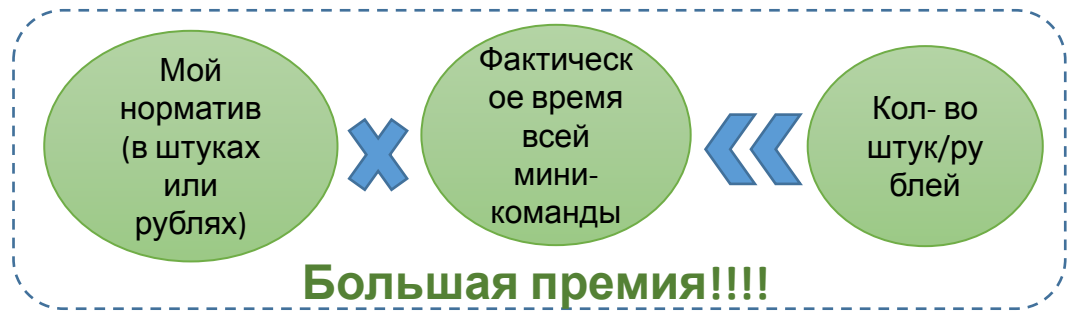 Мой
норматив
(в штуках
или
рублях)
Фактическ
ое время
всей
мини-
команды
Кол- во
штук/ру
блей
Большая премия!!!!